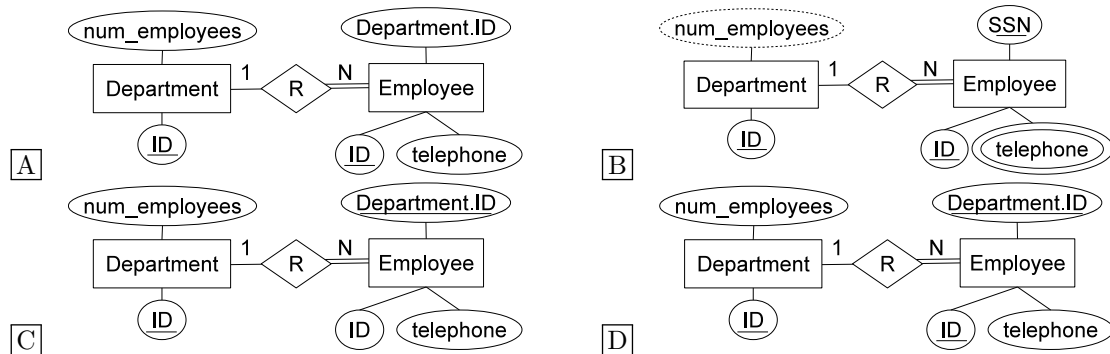 num_employees Department.ID
1 N
Department R Employee
ID ID telephone
A
num_employees SSN
1 N
Department R Employee
ID ID telephone
B
num_employees Department.ID
1 N
Department R Employee
ID ID telephone
C
num_employees Department.ID
1 N
Department R Employee
ID ID telephone
D